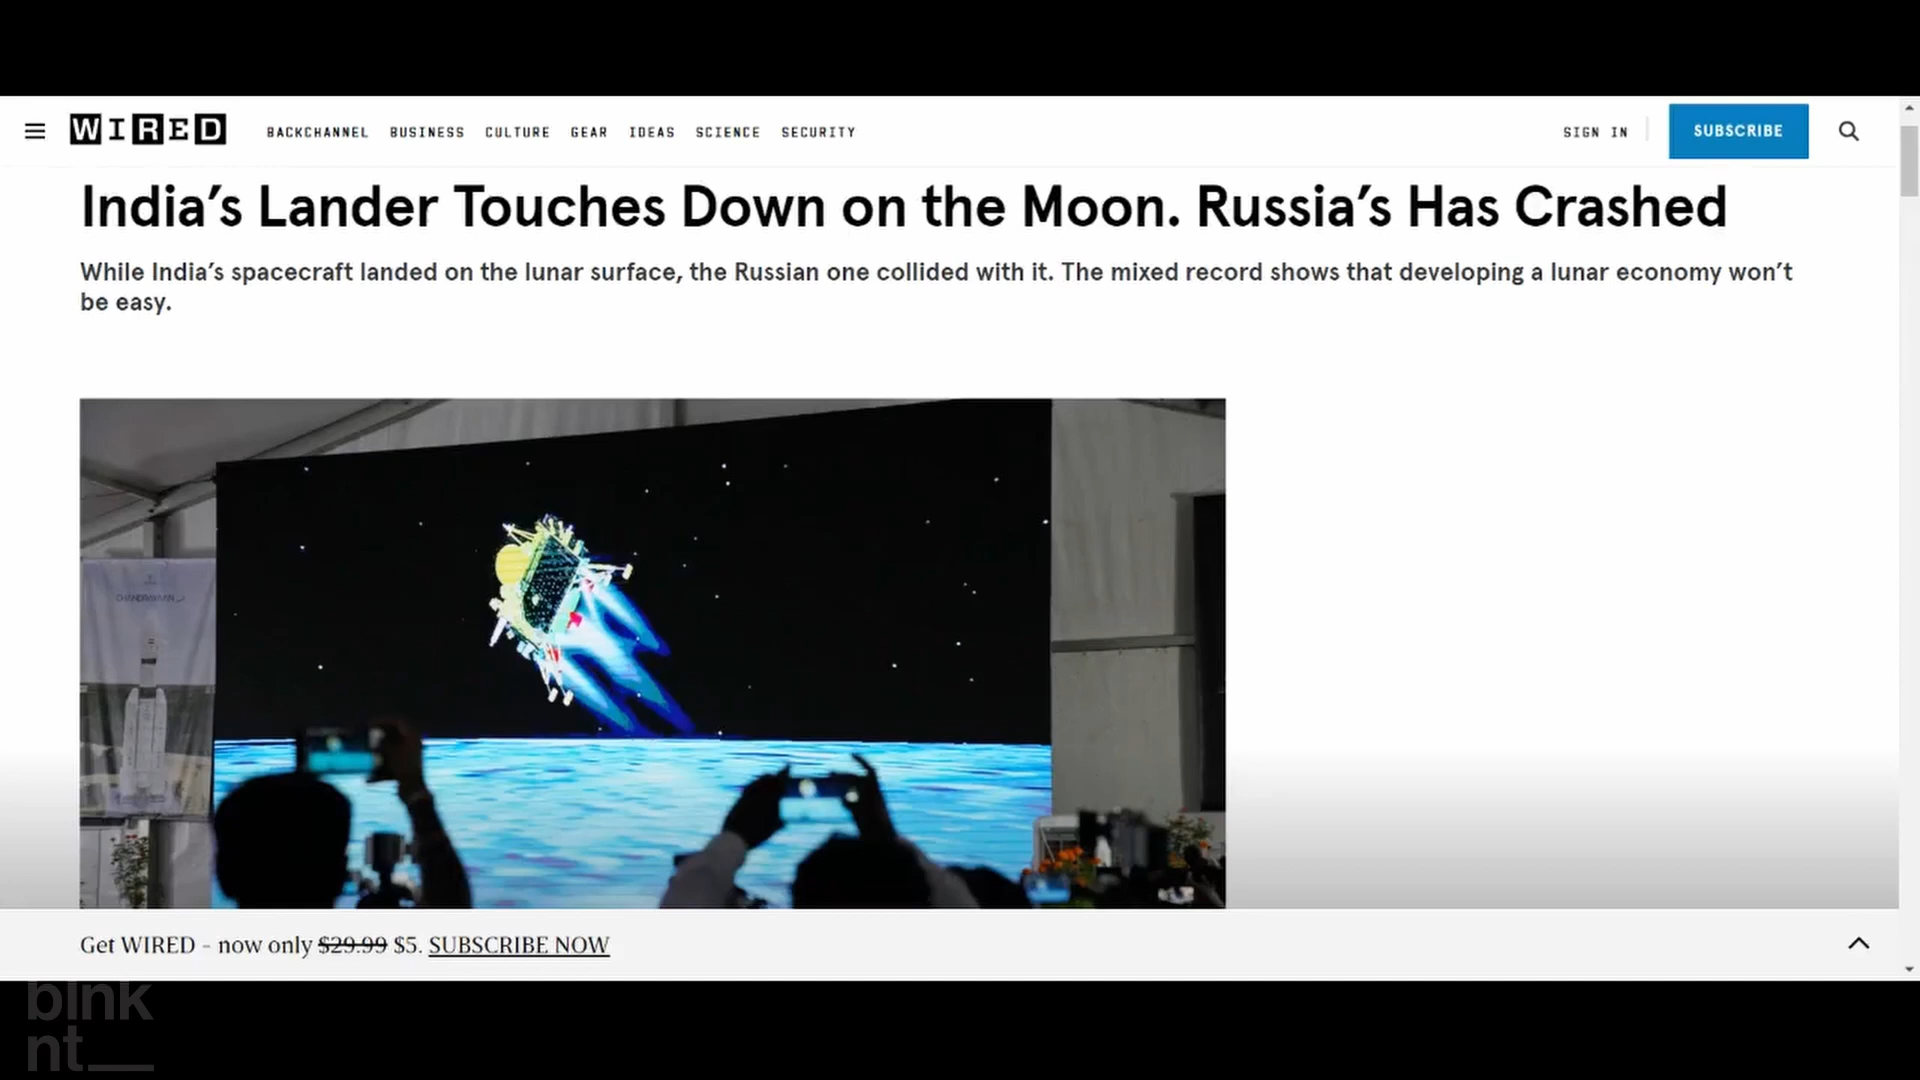 WIRED BACKCHANNEL BUSINESS CULTURE GEAR IDEAS SCIENCE SECURITY SIGN IN SUBSCRIBE
India’s Lander Touches Down on the Moon. Russia’s Has Crashed
While India’s spacecraft landed on the lunar surface, the Russian one collided with it. The mixed record shows that developing a lunar economy won’t
be easy.
Get WIRED - now only $29.99 $5. SUBSCRIBE NOW
bink
nt__